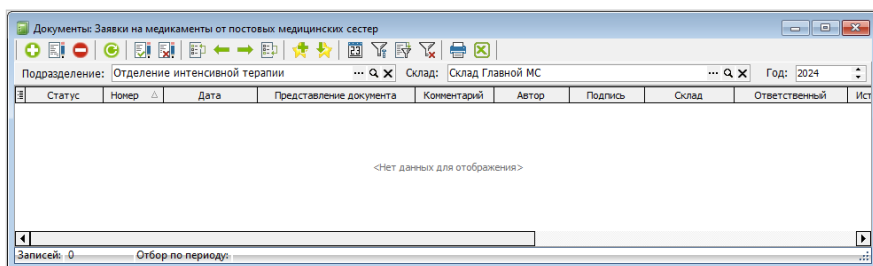 Документы: Заявки на медикаменты от постовых медицинских сестер
Подразделение: Отделение интенсивной терапии ... Склад: Склад Главной МС ... Год: 2024
Статус Номер Дата Представление документа Комментарий Автор Подпись Склад Ответственный Ист
<Нет данных для отображения>
Записей: 0 Отбор по периоду: